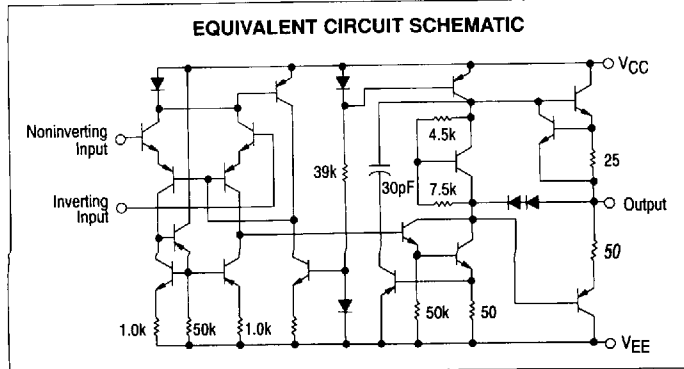 EQUIVALENT CIRCUIT SCHEMATIC
VCC
Noninverting
Input
4.5k
25
39k
30pF
7.5k
Inverting
Input
Output
50
1.0k
50k
1.0k
50k
50
VEE